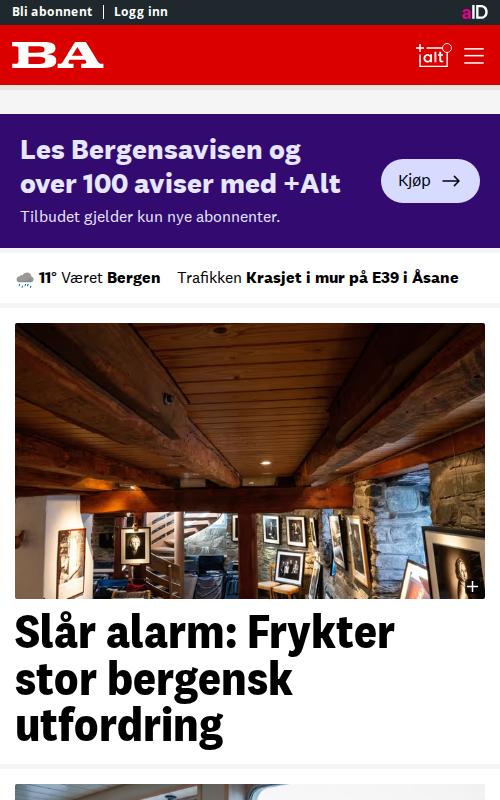 Bli abonnent | Logg inn
aID
BA
+alt
Les Bergensavisen og
over 100 aviser med +Alt
Tilbudet gjelder kun nye abonnenter.
Kjøp
11° Været Bergen Trafikken Krasjet i mur på E39 i Åsane
Slår alarm: Frykter
stor bergensk
utfordring